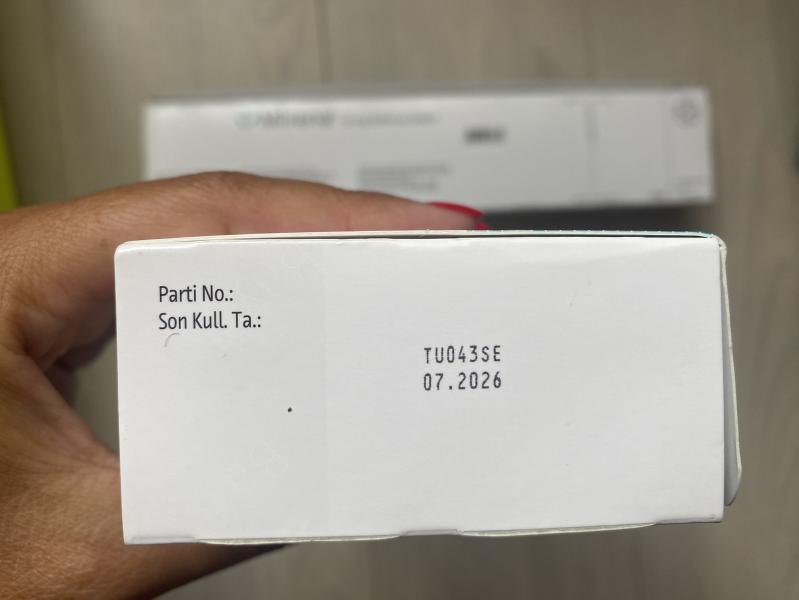 Parti No.:
Son Kull. Ta.:
TU043SE
07.2026